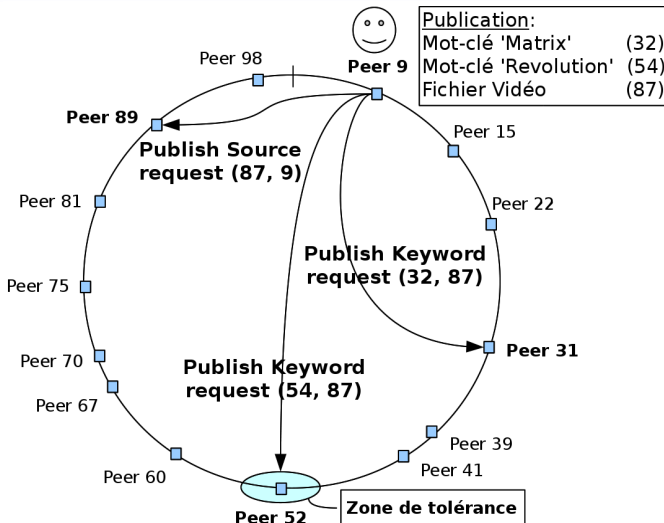 Publication:
Mot-clé 'Matrix' (32)
Mot-clé 'Revolution' (54)
Fichier Vidéo (87)
Peer 98
Peer 9
Peer 89
Peer 15
Publish Source
request (87, 9)
Peer 81
Peer 22
Publish Keyword
request (32, 87)
Peer 75
Peer 31
Peer 70
Publish Keyword
request (54, 87)
Peer 67
Peer 39
Peer 41
Peer 60
Zone de tolérance
Peer 52